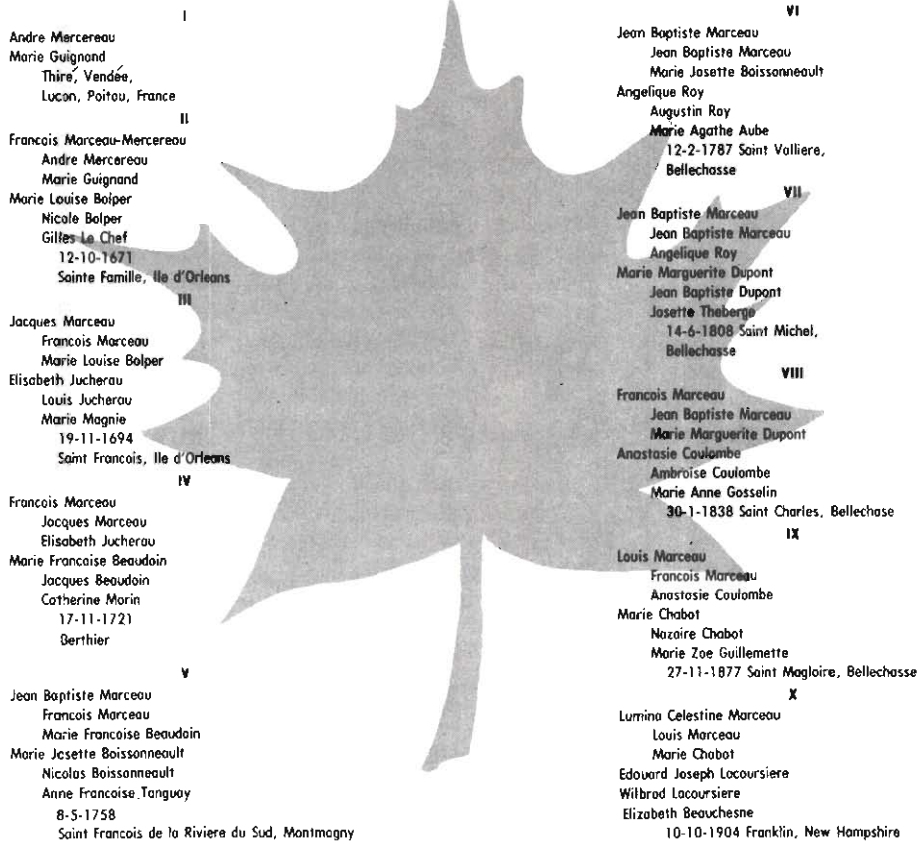 I
Andre Mercereau
Marie Guignand
Thiré, Vendée,
Lucon, Poitou, France
II
Francois Marceau-Mercereau
Andre Mercereau
Marie Guignand
Marie Louise Bolper
Nicole Bolper
Gilles Le Chef
12-10-1671
Sainte Famille, Ile d'Orleans
III
Jacques Marceau
Francois Marceau
Marie Louise Bolper
Elisabeth Jucherau
Louis Jucherau
Marie Magnie
19-11-1694
Saint Francois, Ile d'Orleans
IV
Francois Marceau
Jacques Marceau
Elisabeth Jucherau
Marie Francoise Beaudoin
Jacques Beaudoin
Catherine Morin
17-11-1721
Berthier
V
Jean Baptiste Marceau
Francois Marceau
Marie Francoise Beaudoin
Marie Josette Boissonneault
Nicolas Boissonneault
Anne Francoise Tanguay
8-5-1758
Saint Francois de la Riviere du Sud, Montmagny
VI
Jean Baptiste Marceau
Jean Baptiste Marceau
Marie Josette Boissonneault
Angelique Roy
Augustin Roy
Marie Agathe Aube
12-2-1787 Saint Valliere,
Bellechasse
VII
Jean Baptiste Marceau
Jean Baptiste Marceau
Angelique Roy
Marie Marguerite Dupont
Jean Baptiste Dupont
Josette Theberge
14-6-1808 Saint Michel,
Bellechasse
VIII
Francois Marceau
Jean Baptiste Marceau
Marie Marguerite Dupont
Anastasie Coulombe
Ambroise Coulombe
Marie Anne Gosselin
30-1-1838 Saint Charles, Bellechase
IX
Louis Marceau
Francois Marceau
Anastasie Coulombe
Marie Chabot
Nazaire Chabot
Marie Zoe Guillemette
27-11-1877 Saint Magloire, Bellechasse
X
Lumina Celestine Marceau
Louis Marceau
Marie Chabot
Edouard Joseph Lacoursiere
Wilbrod Lacoursiere
Elizabeth Beauchesne
10-10-1904 Franklin, New Hampshire